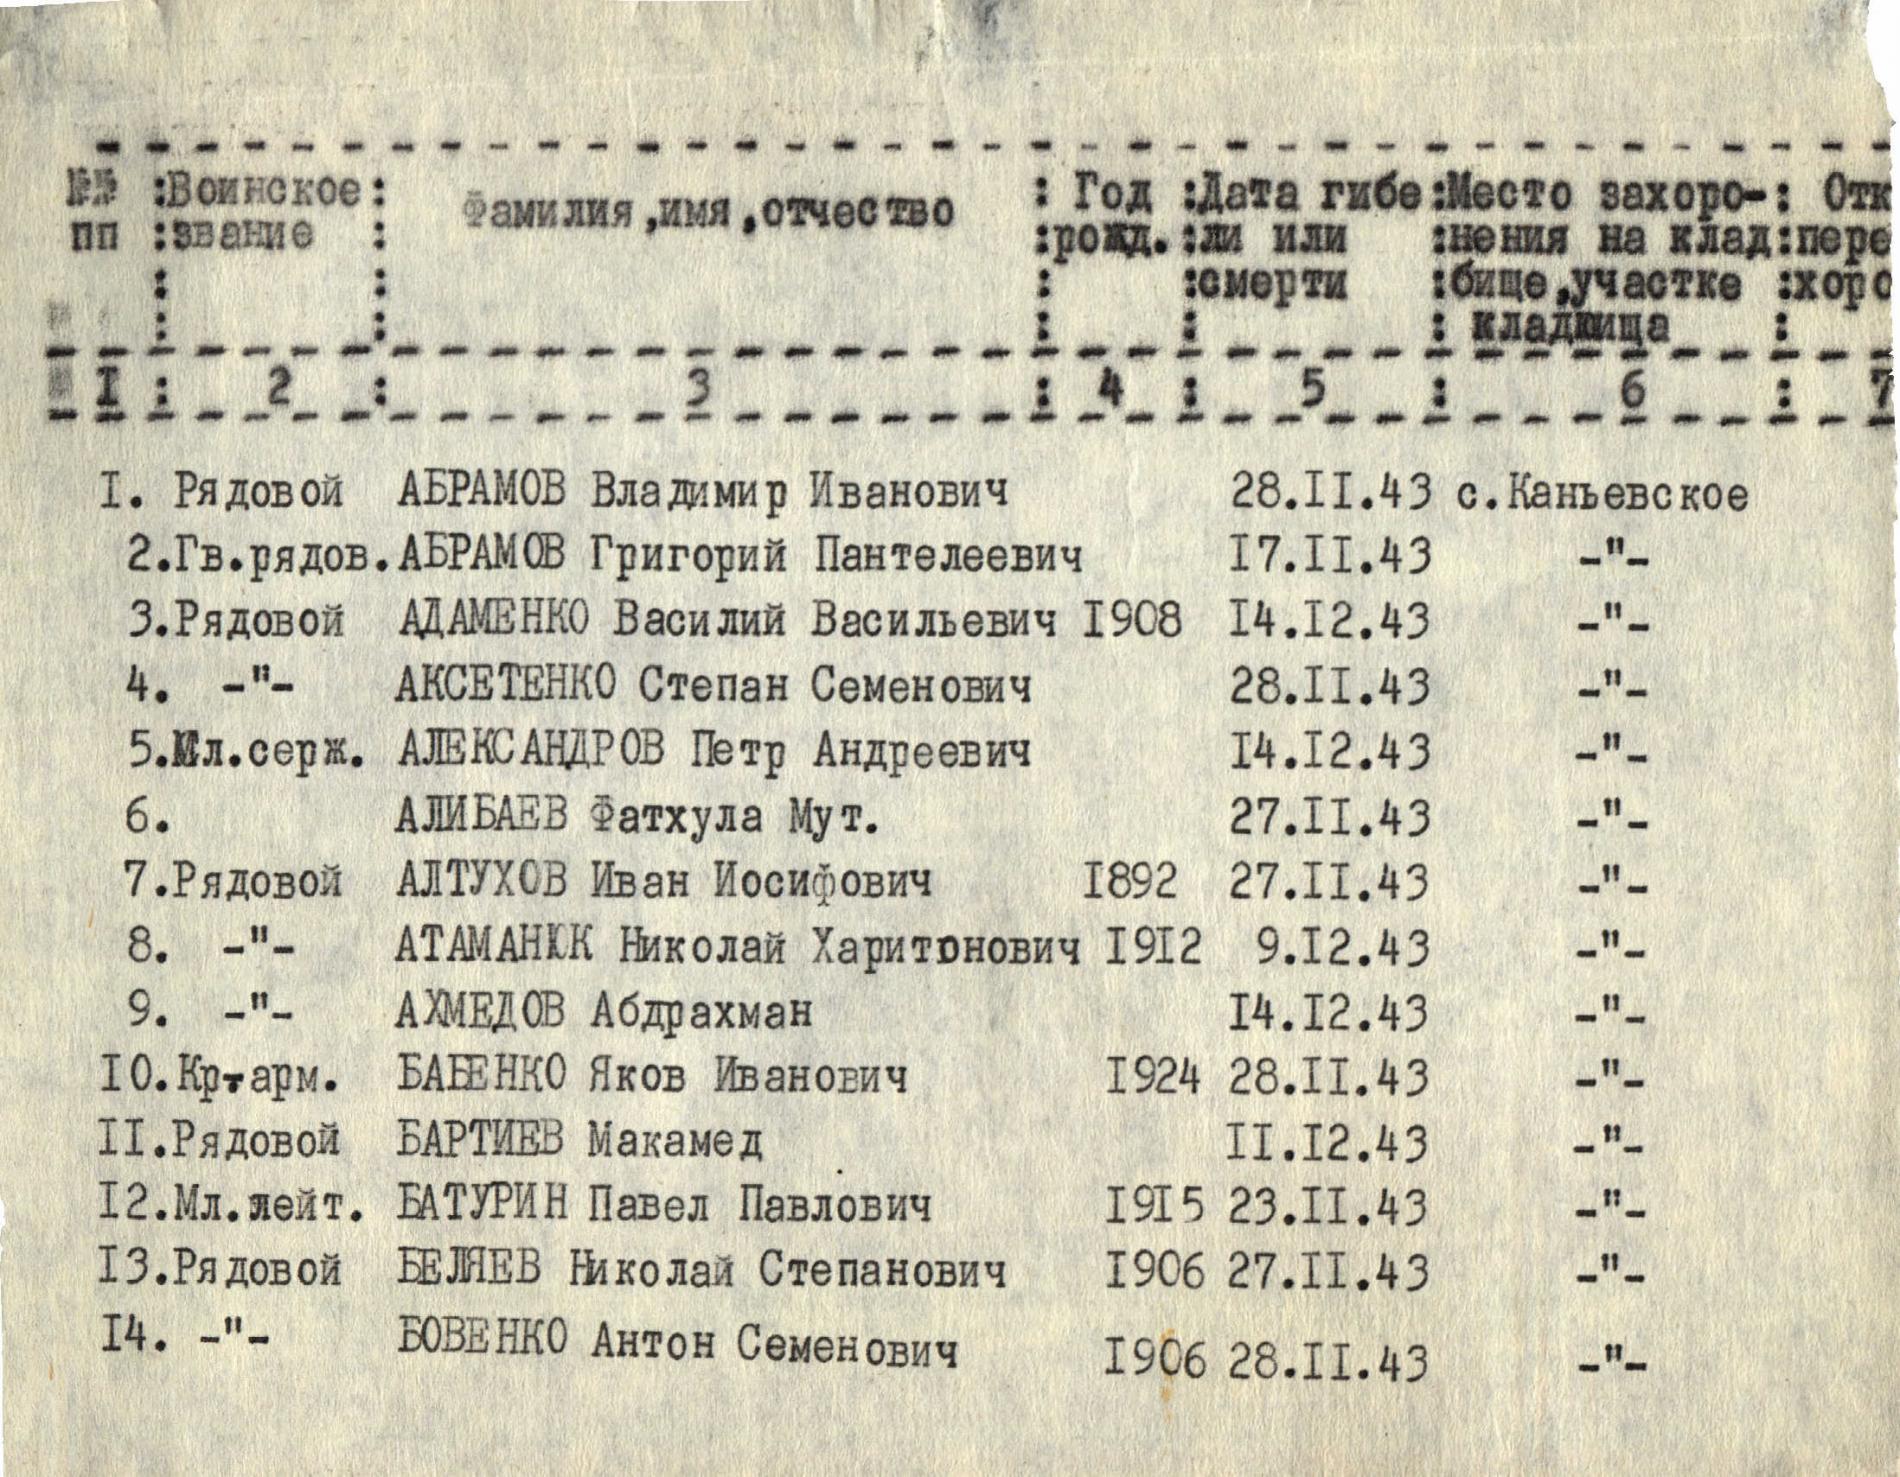 №№ :Воинское: Фамилия,имя,отчество : Год :Дата гибе:Место захоро-: Отк
пп :звание : :рожд.:ли или :нения на клад:пере
: : : :смерти :бище,участке :хоро
: : : : : кладбища :
I : 2 : 3 : 4 : 5 : 6 : 7
I. Рядовой АБРАМОВ Владимир Иванович 28.II.43 с.Каньевское
2.Гв.рядов.АБРАМОВ Григорий Пантелеевич I7.II.43 -"-
3.Рядовой АДАМЕНКО Василий Васильевич I908 I4.I2.43 -"-
4. -"- АКСЕТЕНКО Степан Семенович 28.II.43 -"-
5.Мл.серж. АЛЕКСАНДРОВ Петр Андреевич I4.I2.43 -"-
6. АЛИБАЕВ Фатхула Мут. 27.II.43 -"-
7.Рядовой АЛТУХОВ Иван Иосифович I892 27.II.43 -"-
8. -"- АТАМАНЮК Николай Харитонович I9I2 9.I2.43 -"-
9. -"- АХМЕДОВ Абдрахман I4.I2.43 -"-
I0.Кр-арм. БАБЕНКО Яков Иванович I924 28.II.43 -"-
II.Рядовой БАРТИЕВ Макамед II.I2.43 -"-
I2.Мл.лейт. БАТУРИН Павел Павлович I9I5 23.II.43 -"-
I3.Рядовой БЕЛЯЕВ Николай Степанович I906 27.II.43 -"-
I4. -"- БОВЕНКО Антон Семенович I906 28.II.43 -"-